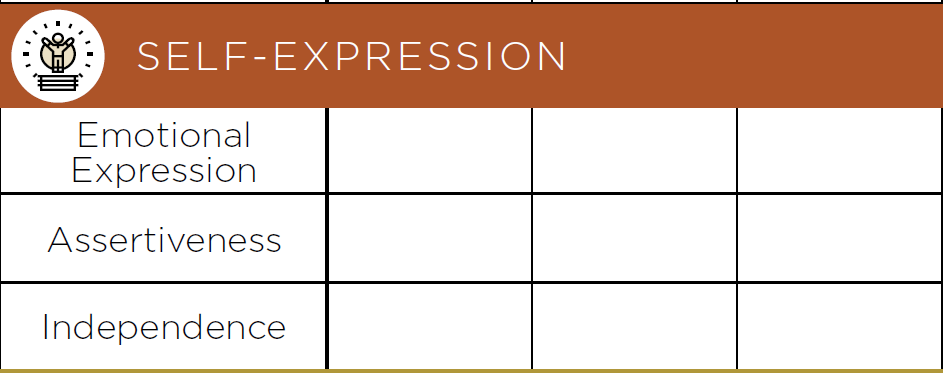 SELF-EXPRESSION
Emotional
Expression
Assertiveness
Independence